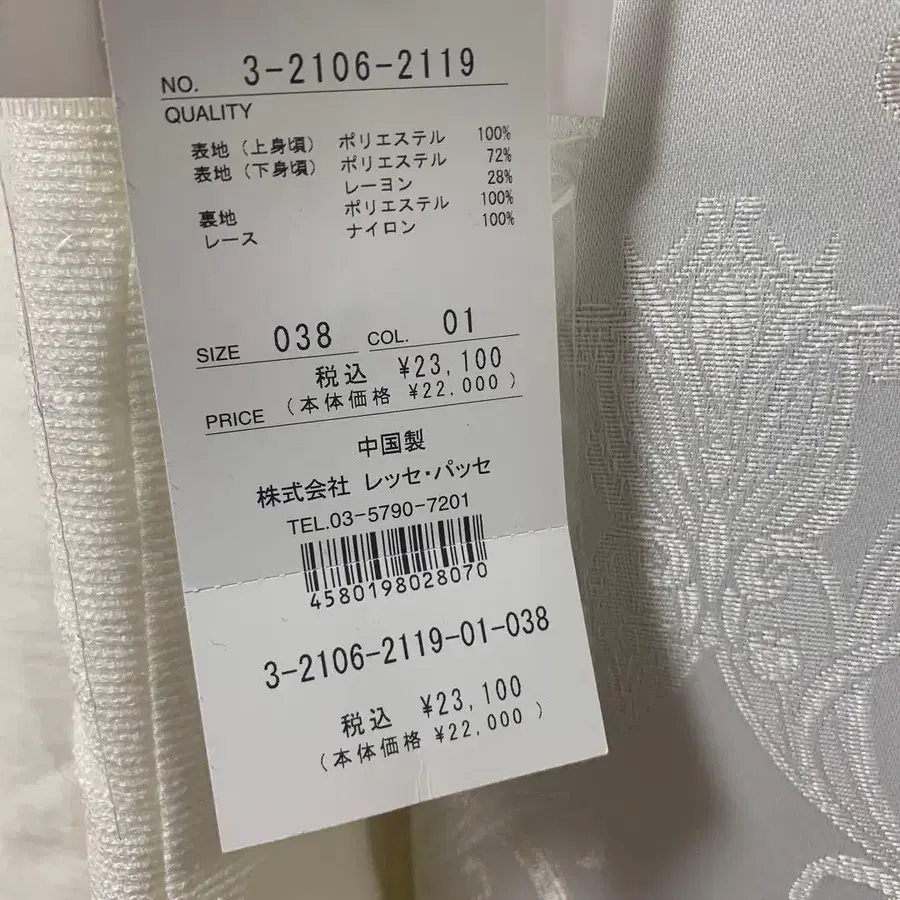 NO. 3-2106-2119
QUALITY
表地（上身頃） ポリエステル 100%
表地（下身頃） ポリエステル 72%
レーヨン 28%
裏地 ポリエステル 100%
レース ナイロン 100%
SIZE 038 COL. 01
税込 ¥23,100
PRICE （本体価格 ¥22,000）
中国製
株式会社 レッセ・パッセ
TEL.03-5790-7201
4580198028070
3-2106-2119-01-038
税込 ¥23,100
（本体価格 ¥22,000）